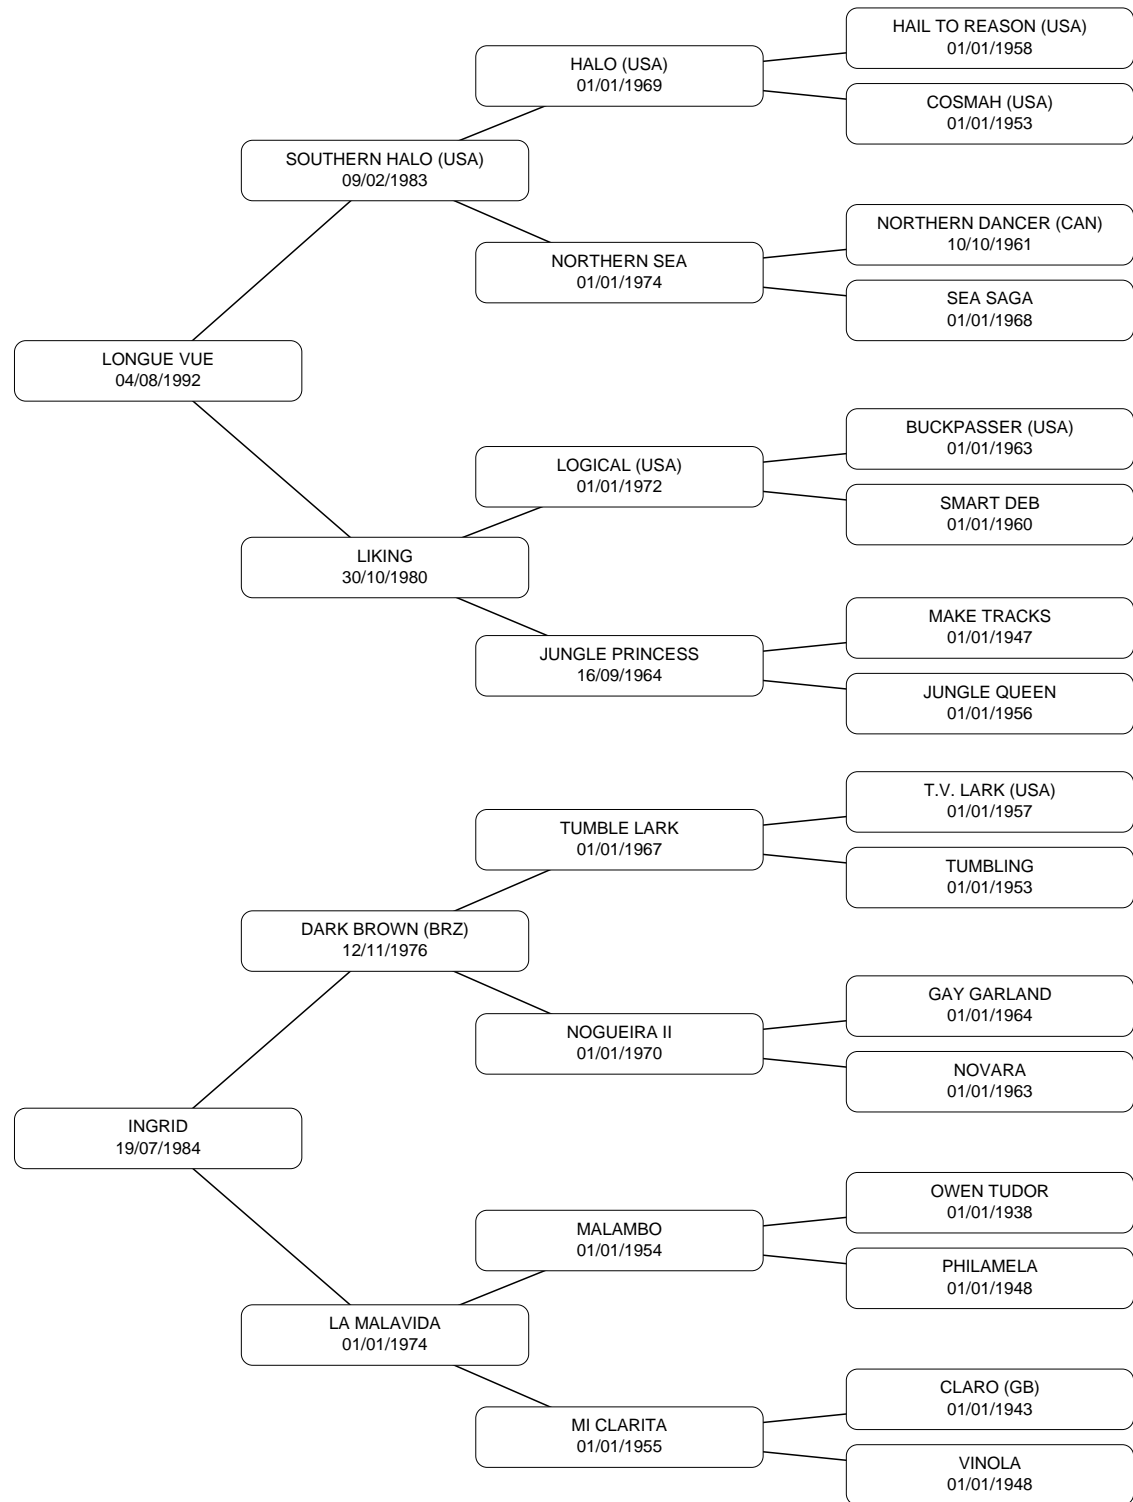 HAIL TO REASON (USA)
01/01/1958
HALO (USA)
01/01/1969
COSMAH (USA)
01/01/1953
SOUTHERN HALO (USA)
09/02/1983
NORTHERN DANCER (CAN)
10/10/1961
NORTHERN SEA
01/01/1974
SEA SAGA
01/01/1968
LONGUE VUE
04/08/1992
BUCKPASSER (USA)
01/01/1963
LOGICAL (USA)
01/01/1972
SMART DEB
01/01/1960
LIKING
30/10/1980
MAKE TRACKS
01/01/1947
JUNGLE PRINCESS
16/09/1964
JUNGLE QUEEN
01/01/1956
T.V. LARK (USA)
01/01/1957
TUMBLE LARK
01/01/1967
TUMBLING
01/01/1953
DARK BROWN (BRZ)
12/11/1976
GAY GARLAND
01/01/1964
NOGUEIRA II
01/01/1970
NOVARA
01/01/1963
INGRID
19/07/1984
OWEN TUDOR
01/01/1938
MALAMBO
01/01/1954
PHILAMELA
01/01/1948
LA MALAVIDA
01/01/1974
CLARO (GB)
01/01/1943
MI CLARITA
01/01/1955
VINOLA
01/01/1948